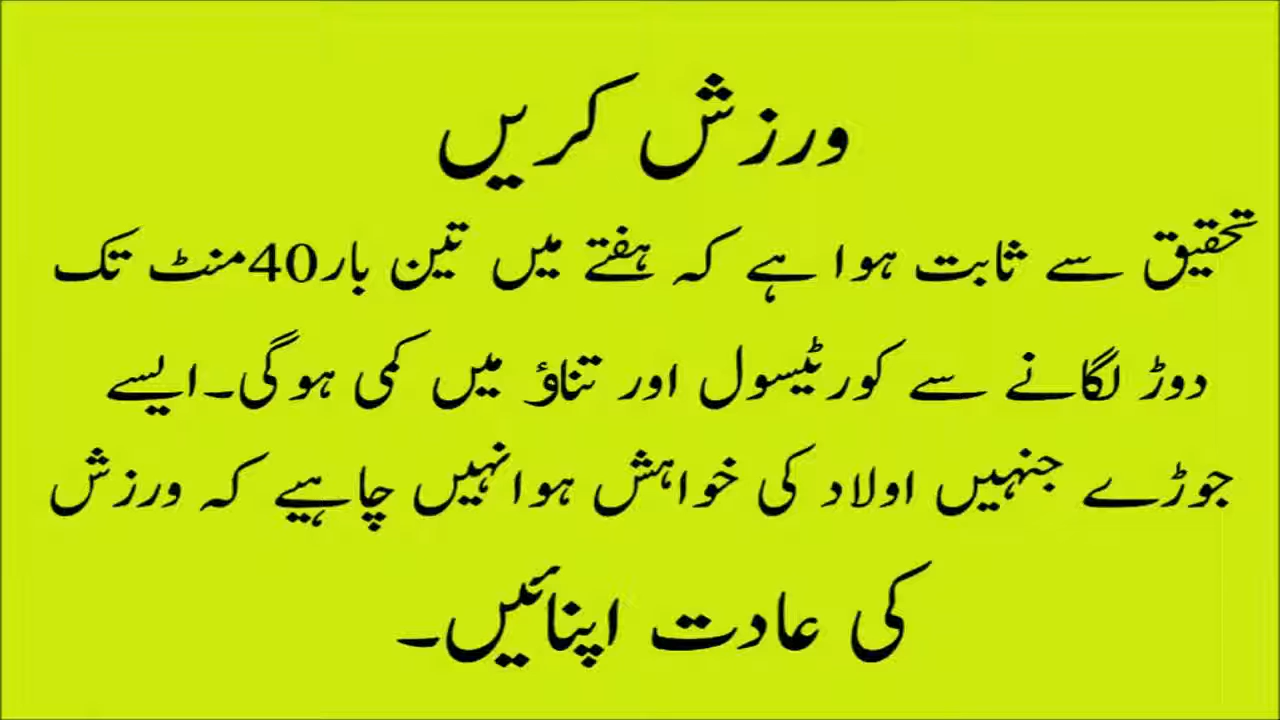 ورزش کریں
تحقیق سے ثابت ہوا ہے کہ ہفتے میں تین بار40منٹ تک
دوڑ لگانے سے کورٹیسول اور تناؤ میں کمی ہوگی۔ایسے
جوڑے جنہیں اولاد کی خواہش ہوانہیں چاہیے کہ ورزش
کی عادت اپنائیں۔